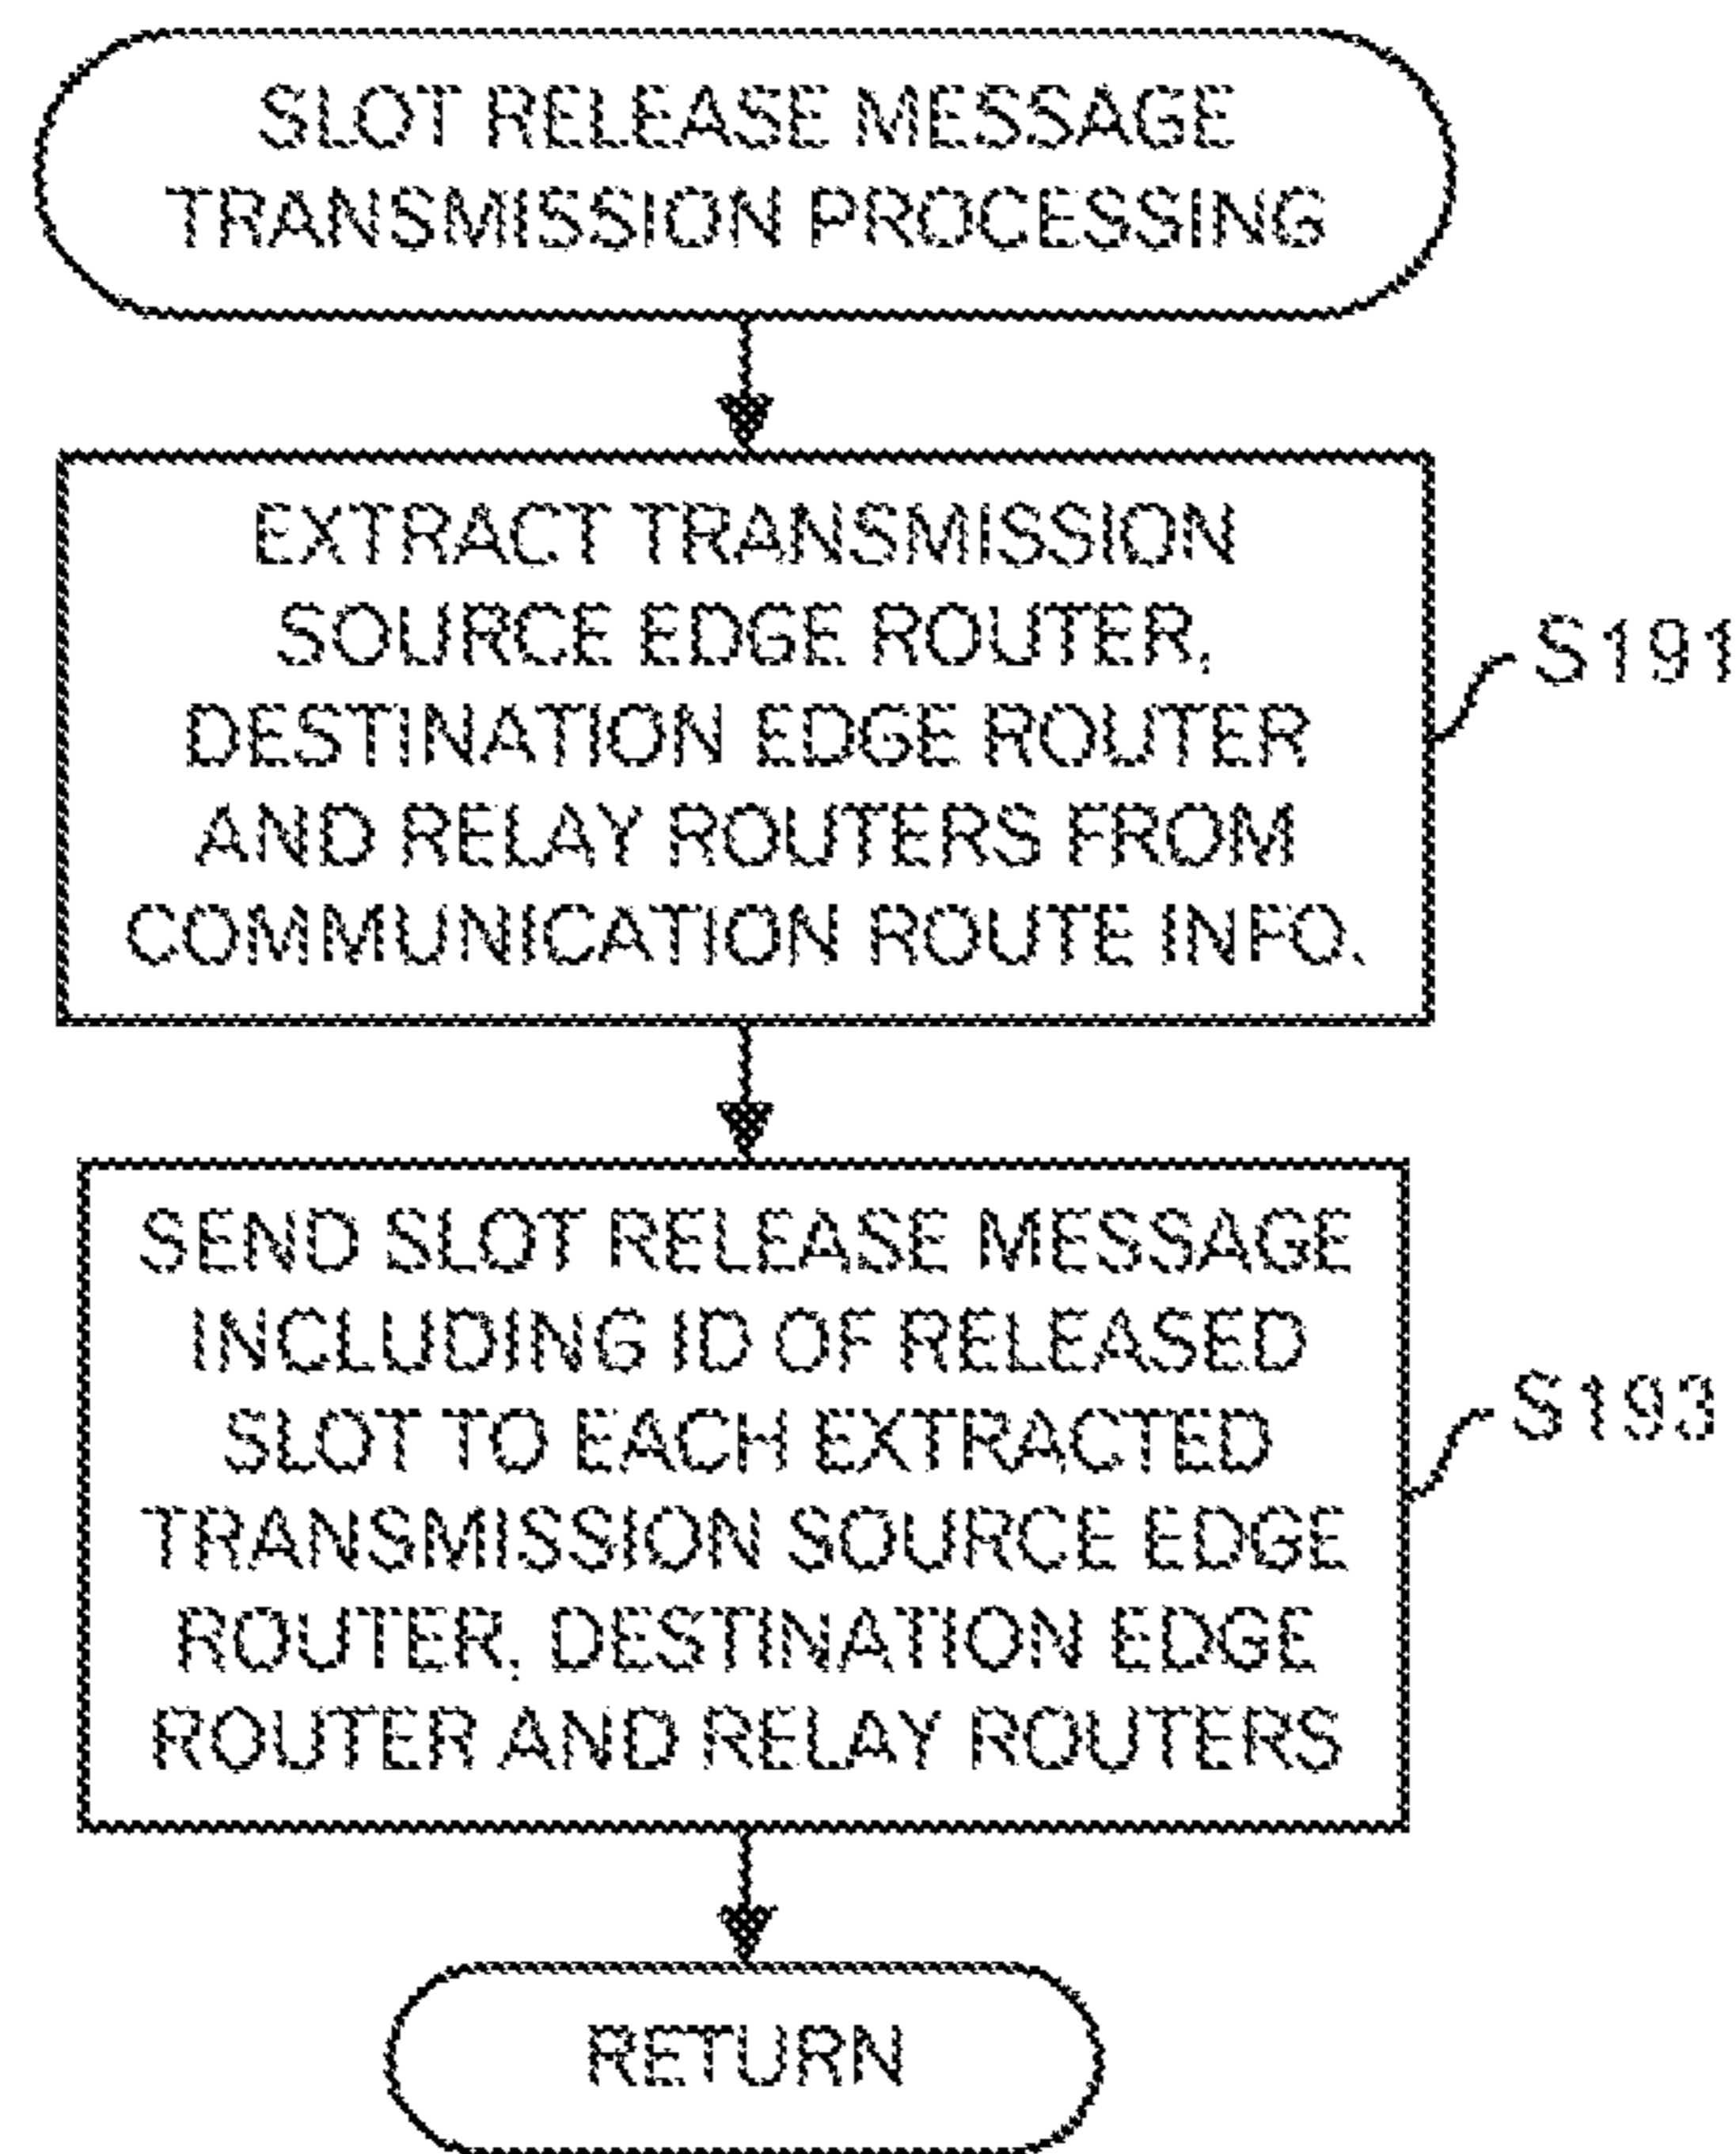 SLOT RELEASE MESSAGE
TRANSMISSION PROCESSING
EXTRACT TRANSMISSION
SOURCE EDGE ROUTER,
DESTINATION EDGE ROUTER
AND RELAY ROUTERS FROM
COMMUNICATION ROUTE INFO.
S191
SEND SLOT RELEASE MESSAGE
INCLUDING ID OF RELEASED
SLOT TO EACH EXTRACTED
TRANSMISSION SOURCE EDGE
ROUTER, DESTINATION EDGE
ROUTER AND RELAY ROUTERS
S193
RETURN